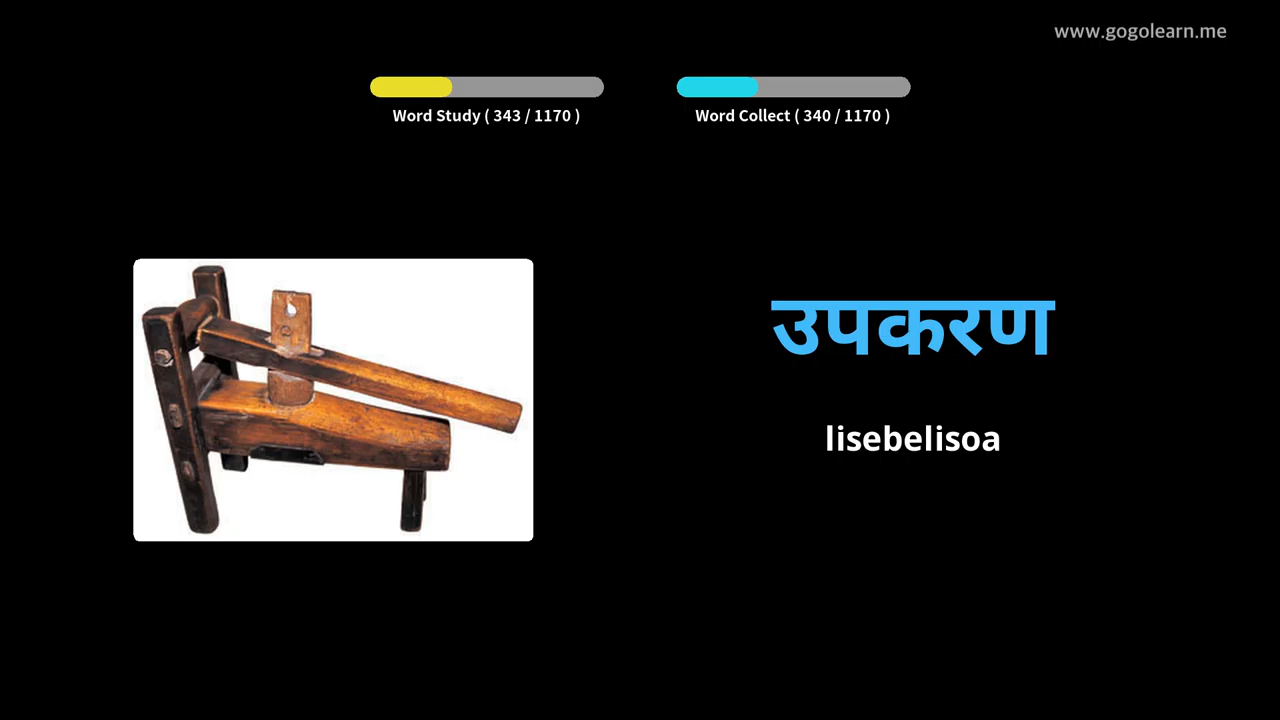 www.gogolearn.me
Word Study ( 343 / 1170 )
Word Collect ( 340 / 1170 )
उपकरण
lisebelisoa